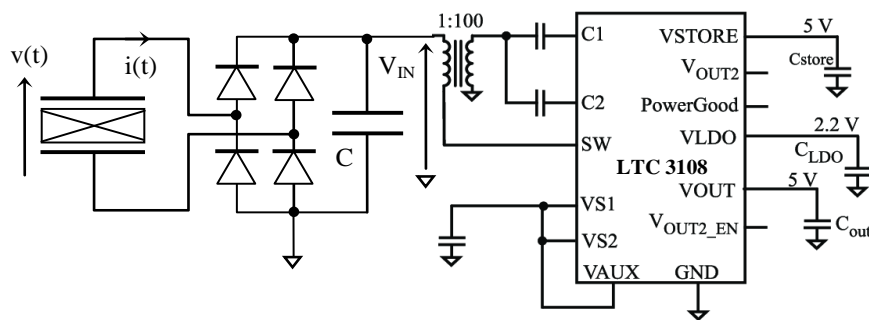 1:100
v(t)
i(t)
V_IN
C
C1
C2
SW
LTC 3108
VS1
VS2
VAUX
GND
VSTORE
5 V
Cstore
V_OUT2
PowerGood
VLDO
2.2 V
C_LDO
VOUT
5 V
C_out
V_OUT2_EN